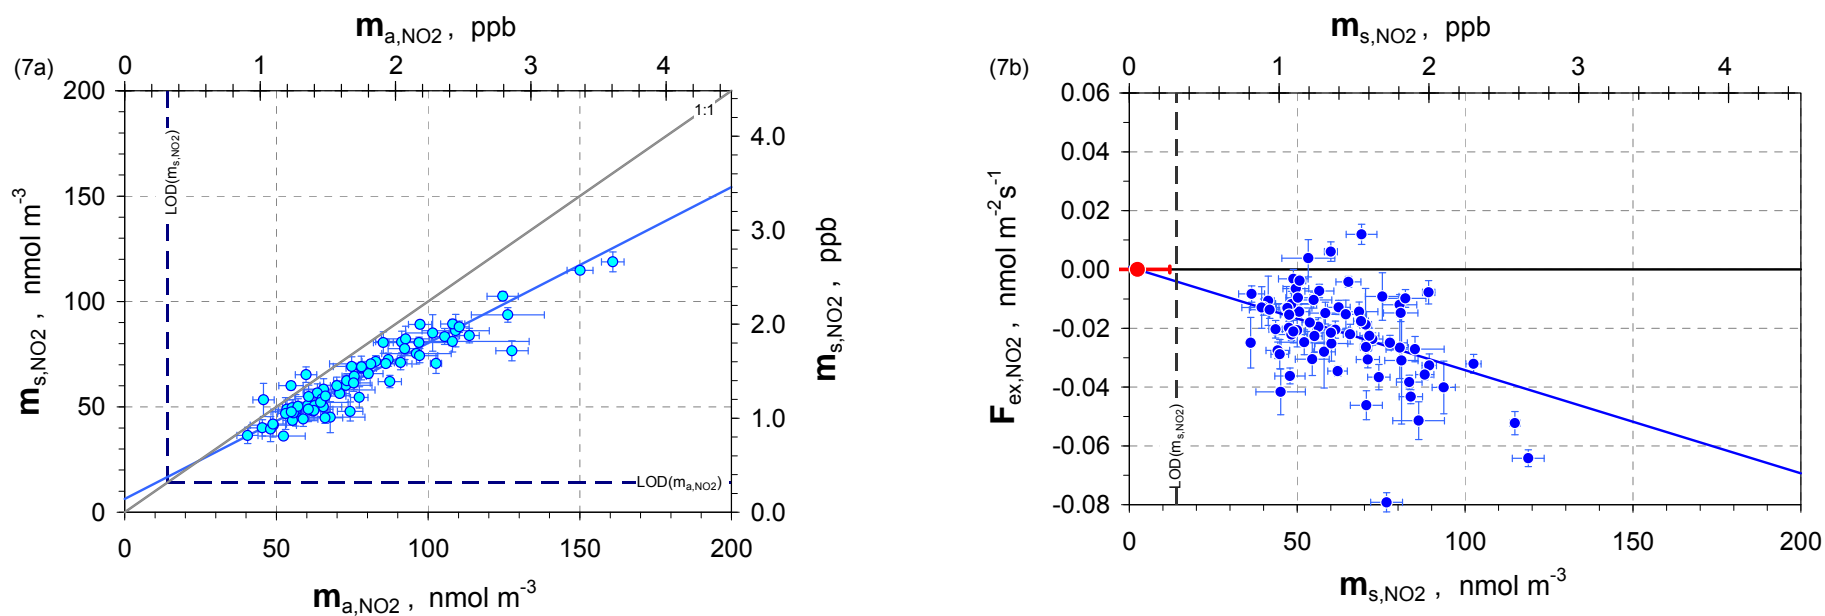 m a,NO2 , ppb
(7a) 0 1 2 3 4
200
150
100
50
0
m s,NO2 , nmol m-3
LOD(m s,NO2)
1:1
LOD(m a,NO2)
4.0
3.0
2.0
1.0
0.0
m s,NO2 , ppb
0 50 100 150 200
m a,NO2 , nmol m-3
m s,NO2 , ppb
(7b) 0 1 2 3 4
0.06
0.04
0.02
0.00
-0.02
-0.04
-0.06
-0.08
F ex,NO2 , nmol m-2s-1
LOD(m s,NO2)
0 50 100 150 200
m s,NO2 , nmol m-3